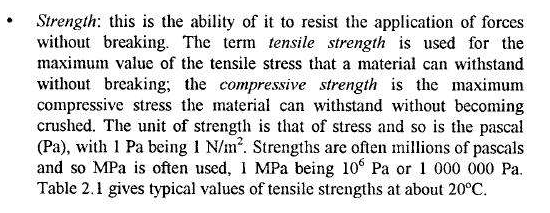 • Strength: this is the ability of it to resist the application of forces
without breaking. The term tensile strength is used for the
maximum value of the tensile stress that a material can withstand
without breaking; the compressive strength is the maximum
compressive stress the material can withstand without becoming
crushed. The unit of strength is that of stress and so is the pascal
(Pa), with 1 Pa being 1 N/m². Strengths are often millions of pascals
and so MPa is often used, 1 MPa being 10⁶ Pa or 1 000 000 Pa.
Table 2.1 gives typical values of tensile strengths at about 20°C.